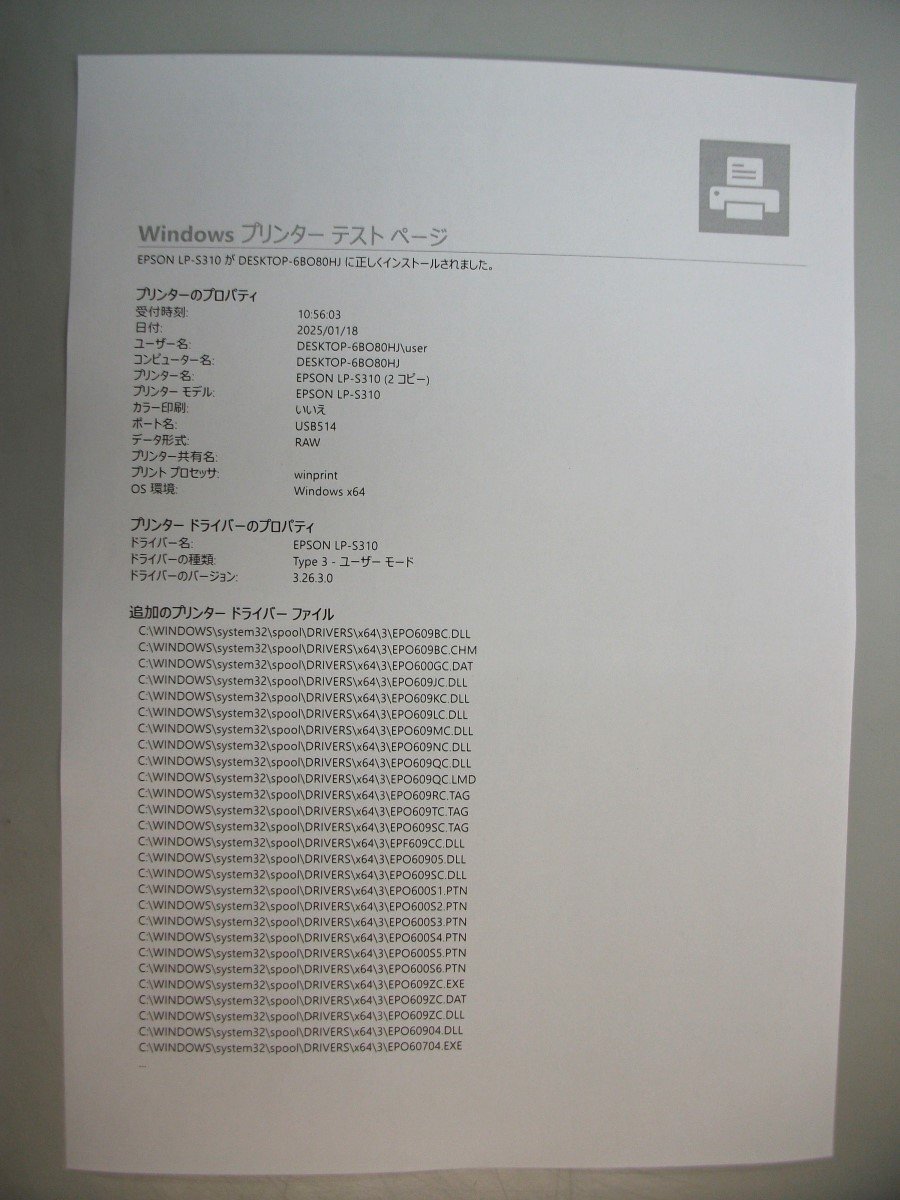 Windows プリンター テスト ページ
EPSON LP-S310 が DESKTOP-6BO80HJ に正しくインストールされました。
プリンターのプロパティ
受付時刻: 10:56:03
日付: 2025/01/18
ユーザー名: DESKTOP-6BO80HJ\user
コンピューター名: DESKTOP-6BO80HJ
プリンター名: EPSON LP-S310 (2 コピー)
プリンター モデル: EPSON LP-S310
カラー印刷: いいえ
ポート名: USB514
データ形式: RAW
プリンター共有名:
プリント プロセッサ: winprint
OS 環境: Windows x64
プリンター ドライバーのプロパティ
ドライバー名: EPSON LP-S310
ドライバーの種類: Type 3 - ユーザー モード
ドライバーのバージョン: 3.26.3.0
追加のプリンター ドライバー ファイル
C:\WINDOWS\system32\spool\DRIVERS\x64\3\EPO609BC.DLL
C:\WINDOWS\system32\spool\DRIVERS\x64\3\EPO609BC.CHM
C:\WINDOWS\system32\spool\DRIVERS\x64\3\EPO600GC.DAT
C:\WINDOWS\system32\spool\DRIVERS\x64\3\EPO609JC.DLL
C:\WINDOWS\system32\spool\DRIVERS\x64\3\EPO609KC.DLL
C:\WINDOWS\system32\spool\DRIVERS\x64\3\EPO609LC.DLL
C:\WINDOWS\system32\spool\DRIVERS\x64\3\EPO609MC.DLL
C:\WINDOWS\system32\spool\DRIVERS\x64\3\EPO609NC.DLL
C:\WINDOWS\system32\spool\DRIVERS\x64\3\EPO609QC.DLL
C:\WINDOWS\system32\spool\DRIVERS\x64\3\EPO609QC.LMD
C:\WINDOWS\system32\spool\DRIVERS\x64\3\EPO609RC.TAG
C:\WINDOWS\system32\spool\DRIVERS\x64\3\EPO609TC.TAG
C:\WINDOWS\system32\spool\DRIVERS\x64\3\EPO609SC.TAG
C:\WINDOWS\system32\spool\DRIVERS\x64\3\EPF609CC.DLL
C:\WINDOWS\system32\spool\DRIVERS\x64\3\EPO60905.DLL
C:\WINDOWS\system32\spool\DRIVERS\x64\3\EPO609SC.DLL
C:\WINDOWS\system32\spool\DRIVERS\x64\3\EPO600S1.PTN
C:\WINDOWS\system32\spool\DRIVERS\x64\3\EPO600S2.PTN
C:\WINDOWS\system32\spool\DRIVERS\x64\3\EPO600S3.PTN
C:\WINDOWS\system32\spool\DRIVERS\x64\3\EPO600S4.PTN
C:\WINDOWS\system32\spool\DRIVERS\x64\3\EPO600S5.PTN
C:\WINDOWS\system32\spool\DRIVERS\x64\3\EPO600S6.PTN
C:\WINDOWS\system32\spool\DRIVERS\x64\3\EPO609ZC.EXE
C:\WINDOWS\system32\spool\DRIVERS\x64\3\EPO609ZC.DAT
C:\WINDOWS\system32\spool\DRIVERS\x64\3\EPO609ZC.DLL
C:\WINDOWS\system32\spool\DRIVERS\x64\3\EPO60904.DLL
C:\WINDOWS\system32\spool\DRIVERS\x64\3\EPO60704.EXE
...